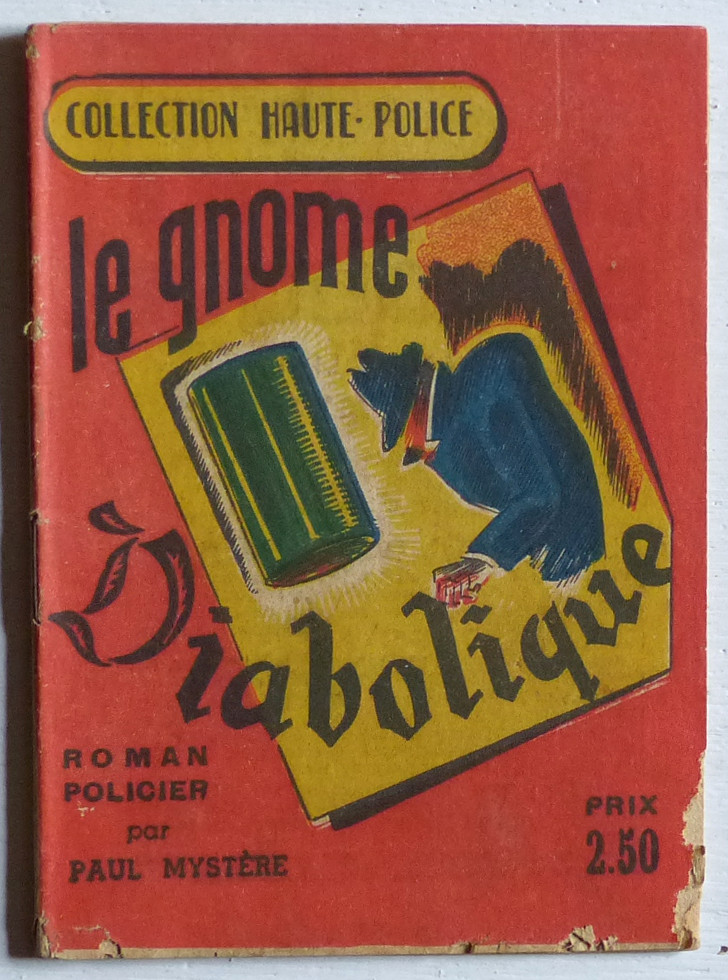 COLLECTION HAUTE-POLICE
le gnome
Diabolique
ROMAN
POLICIER
par
PAUL MYSTÈRE
PRIX
2.50